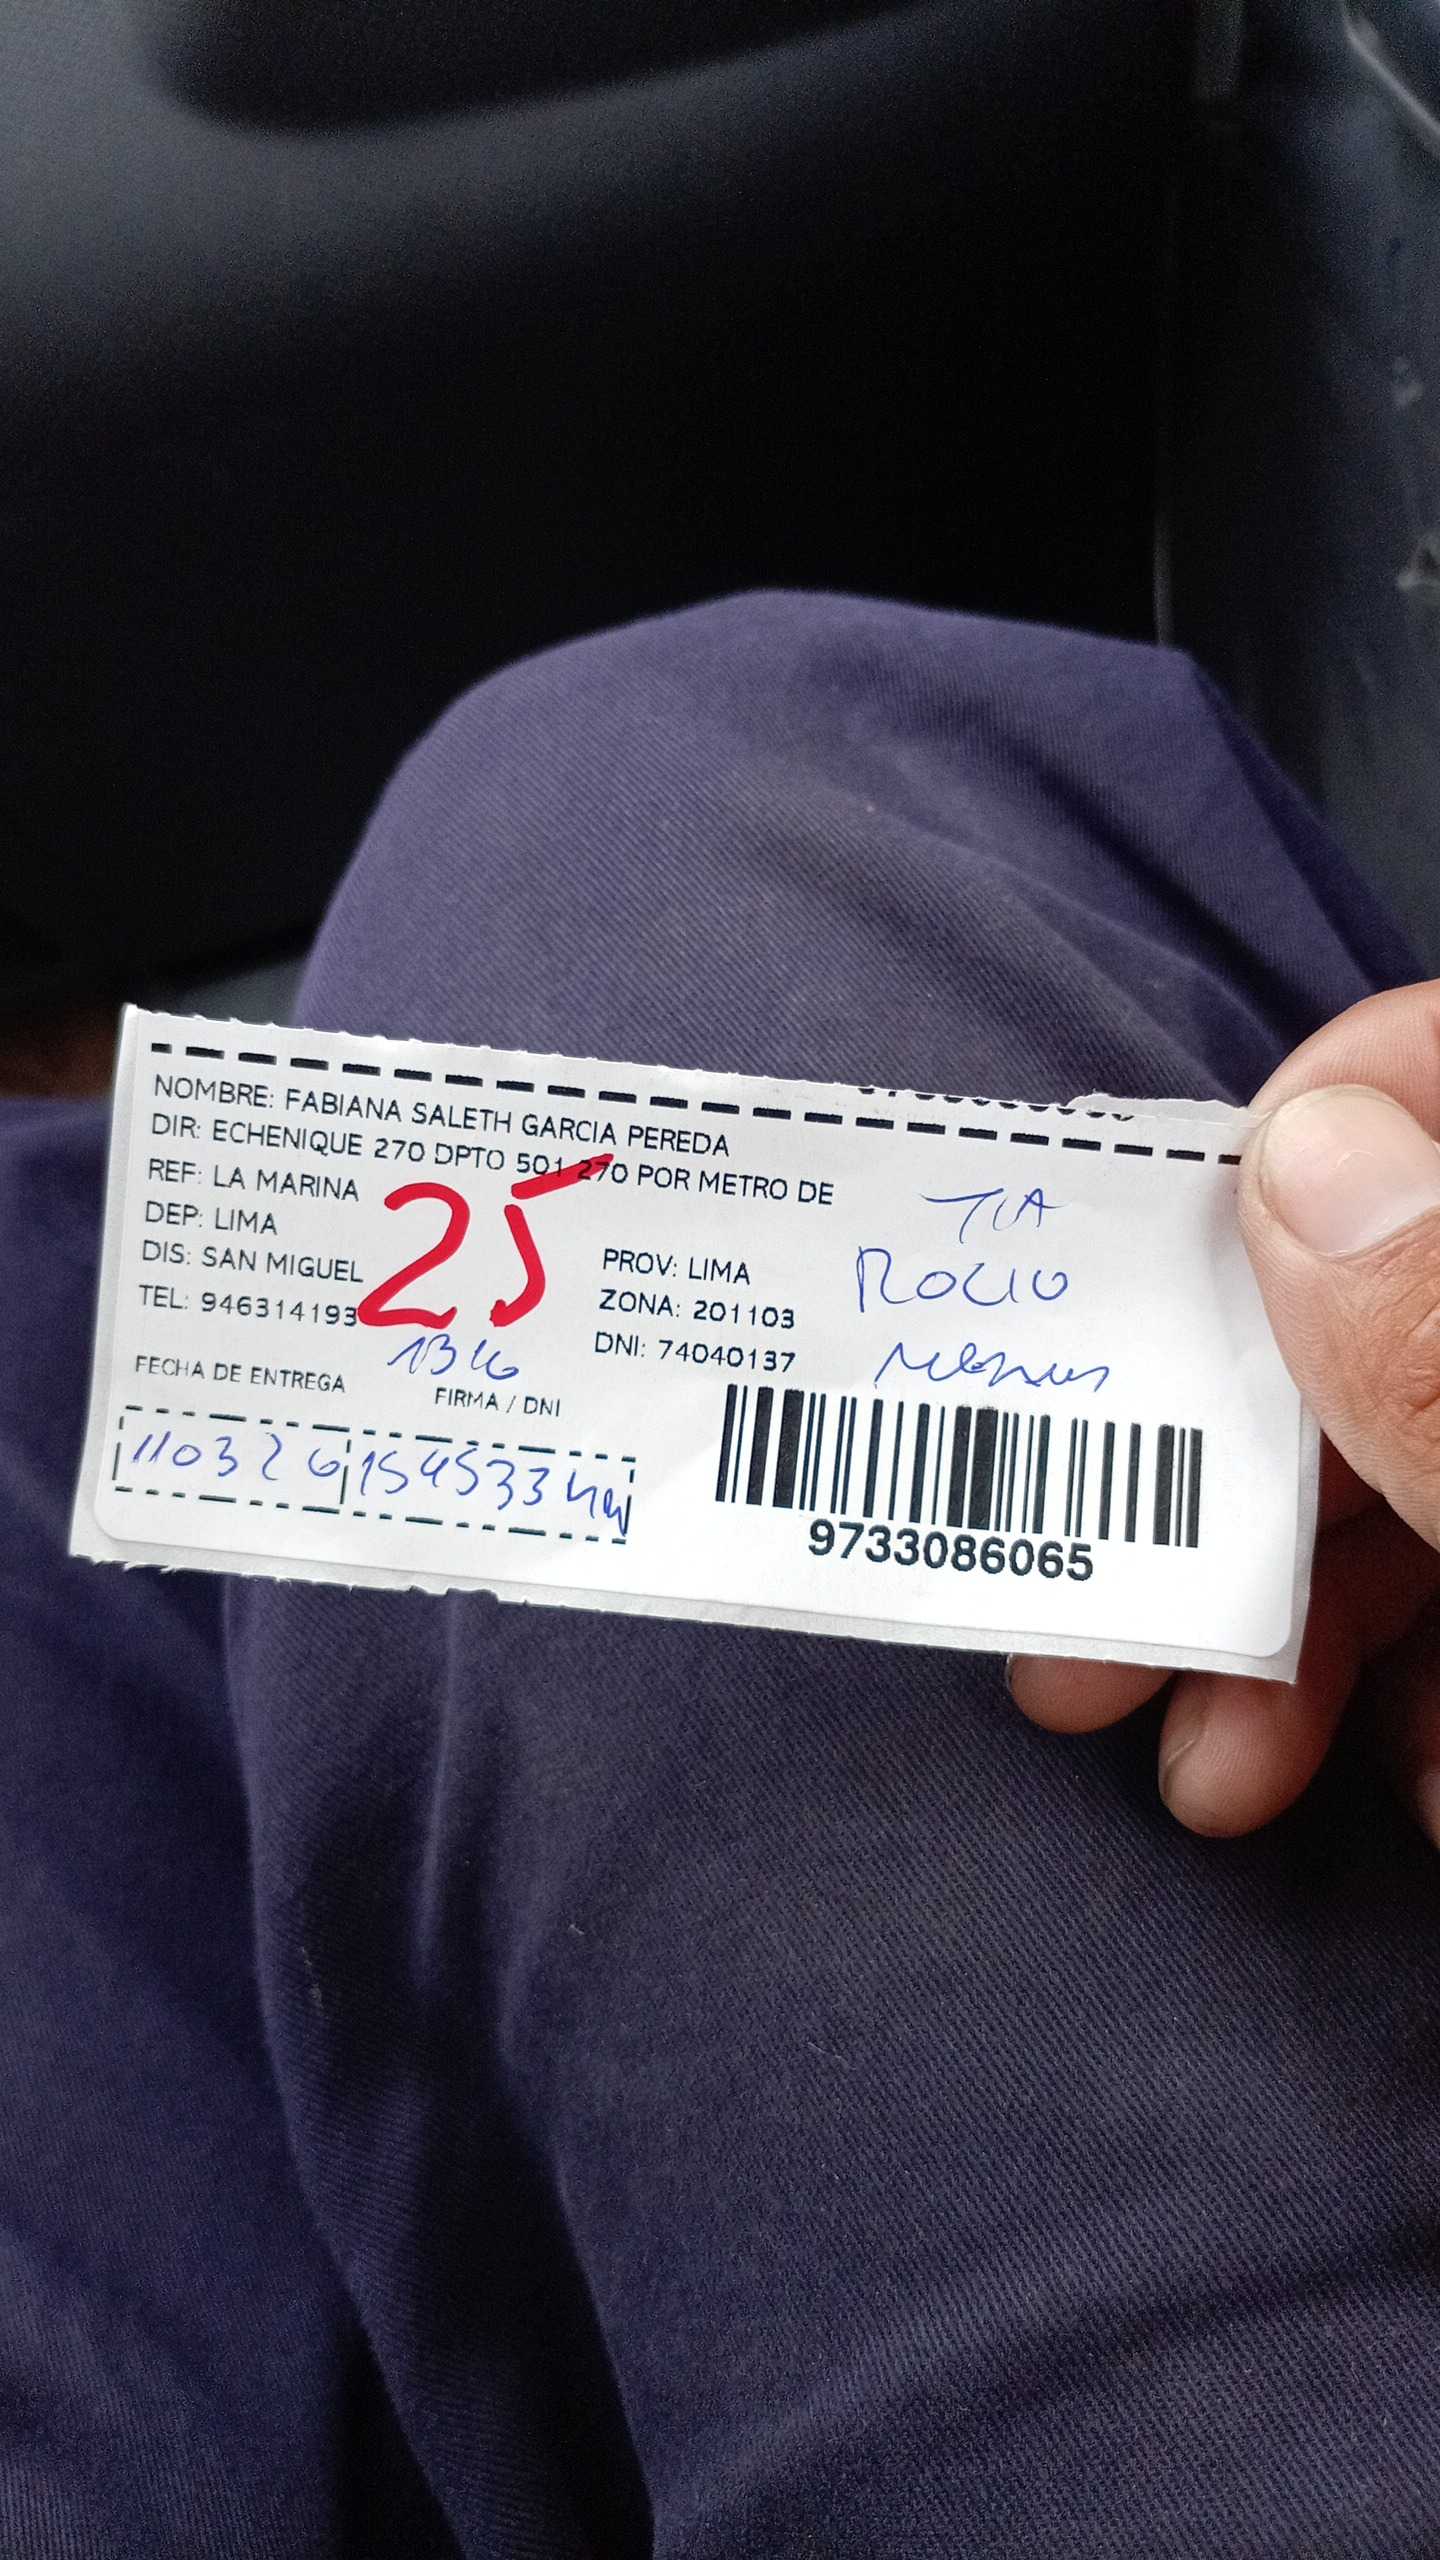 NOMBRE: FABIANA SALETH GARCIA PEREDA
DIR: ECHENIQUE 270 DPTO 501 270 POR METRO DE
REF: LA MARINA
DEP: LIMA
DIS: SAN MIGUEL
TEL: 946314193
25
PROV: LIMA
ZONA: 201103
DNI: 74040137
TIA
ROCIO
FECHA DE ENTREGA
FIRMA / DNI
110326
9733086065